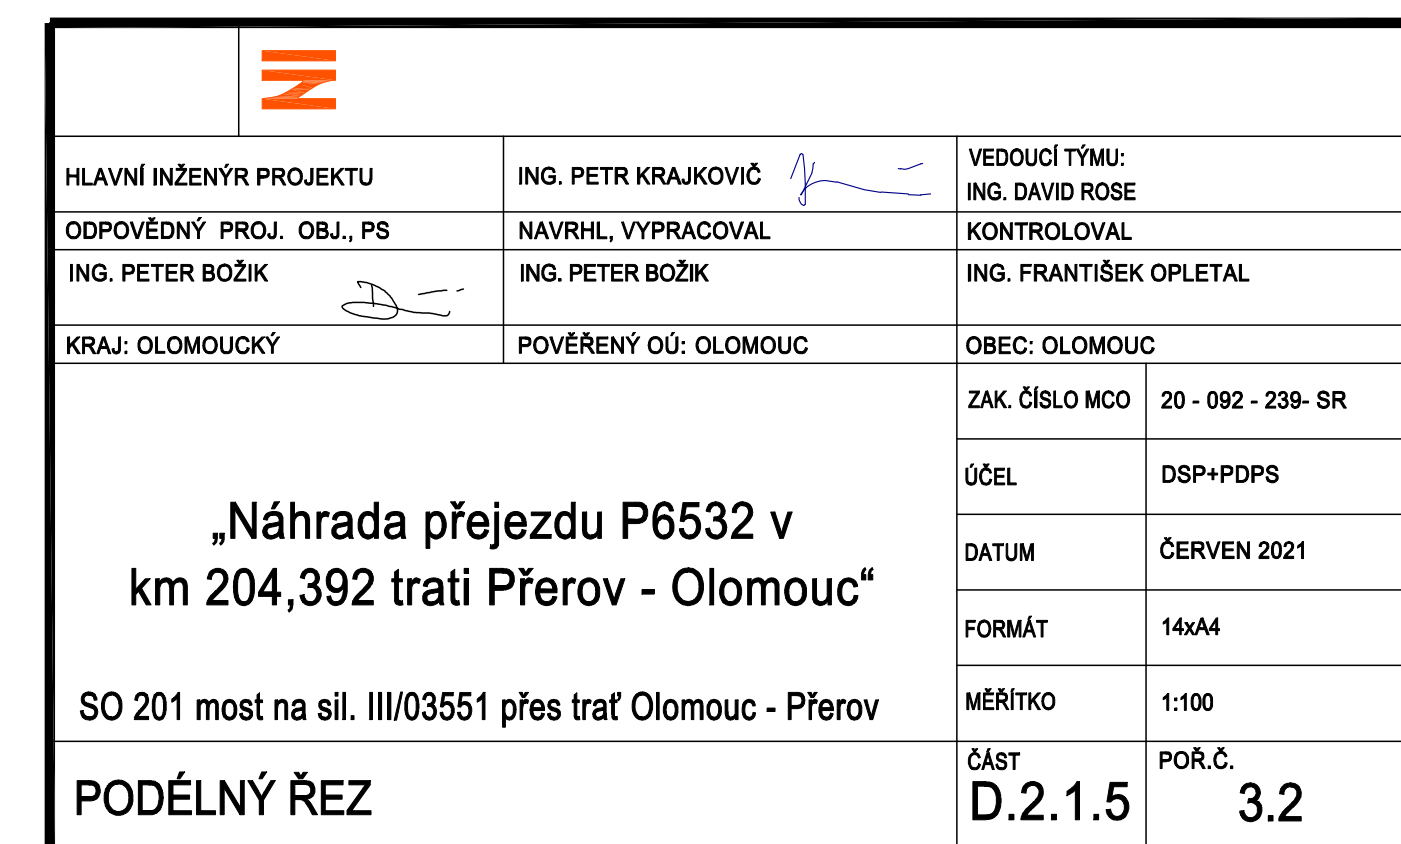 HLAVNÍ INŽENÝR PROJEKTU
ING. PETR KRAJKOVIČ
VEDOUCÍ TÝMU:
ING. DAVID ROSE
ODPOVĚDNÝ PROJ. OBJ., PS
NAVRHL, VYPRACOVAL
KONTROLOVAL
ING. PETER BOŽIK
ING. PETER BOŽIK
ING. FRANTIŠEK OPLETAL
KRAJ: OLOMOUCKÝ
POVĚŘENÝ OÚ: OLOMOUC
OBEC: OLOMOUC
ZAK. ČÍSLO MCO
20 - 092 - 239- SR
ÚČEL
DSP+PDPS
DATUM
ČERVEN 2021
FORMÁT
14xA4
MĚŘÍTKO
1:100
„Náhrada přejezdu P6532 v
km 204,392 trati Přerov - Olomouc“
SO 201 most na sil. III/03551 přes trať Olomouc - Přerov
PODÉLNÝ ŘEZ
ČÁST
D.2.1.5
POŘ.Č.
3.2